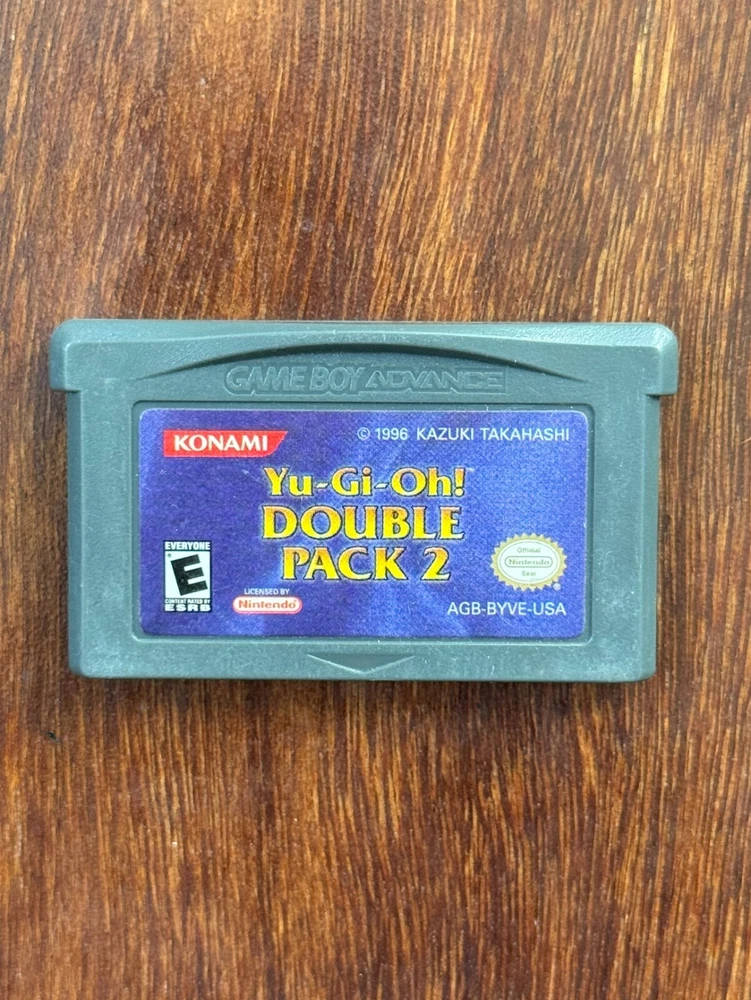 GAME BOY ADVANCE
KONAMI
© 1996 KAZUKI TAKAHASHI
Yu-Gi-Oh!™
DOUBLE
PACK 2
EVERYONE
E
CONTENT RATED BY
ESRB
LICENSED BY
Nintendo®
Official
Nintendo
Seal
AGB-BYVE-USA